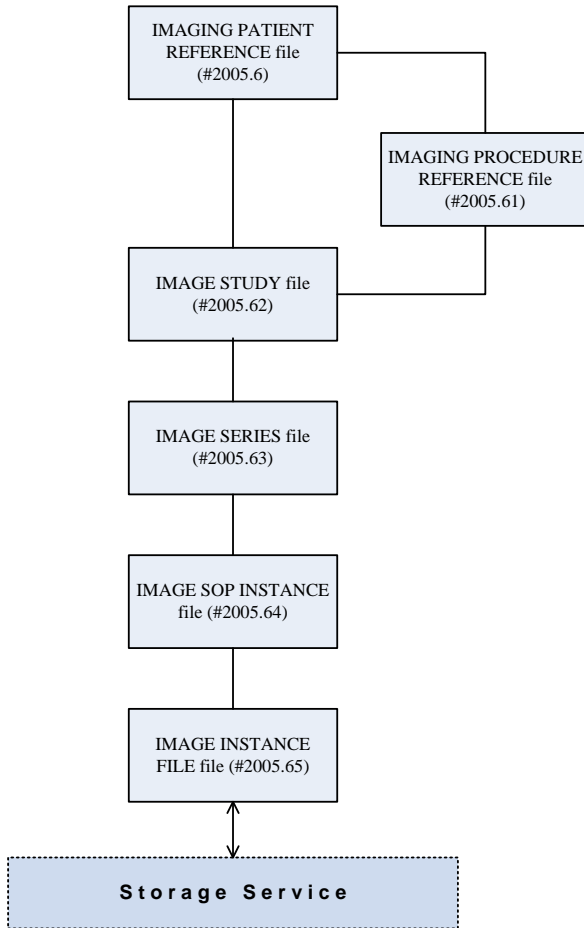 IMAGING PATIENT
REFERENCE file
(#2005.6)
IMAGING PROCEDURE
REFERENCE file
(#2005.61)
IMAGE STUDY file
(#2005.62)
IMAGE SERIES file
(#2005.63)
IMAGE SOP INSTANCE
file (#2005.64)
IMAGE INSTANCE
FILE file (#2005.65)
Storage Service